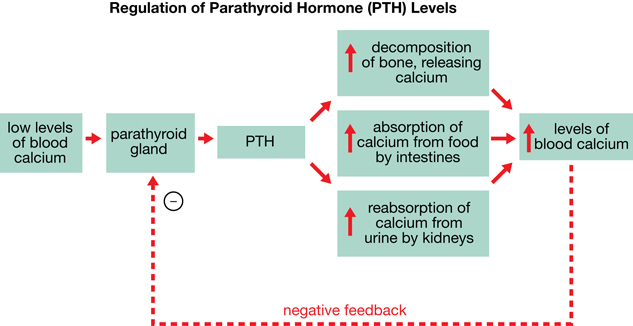 Regulation of Parathyroid Hormone (PTH) Levels
low levels
of blood
calcium
parathyroid
gland
PTH
decomposition
of bone, releasing
calcium
absorption of
calcium from food
by intestines
reabsorption of
calcium from
urine by kidneys
levels of
blood calcium
−
negative feedback